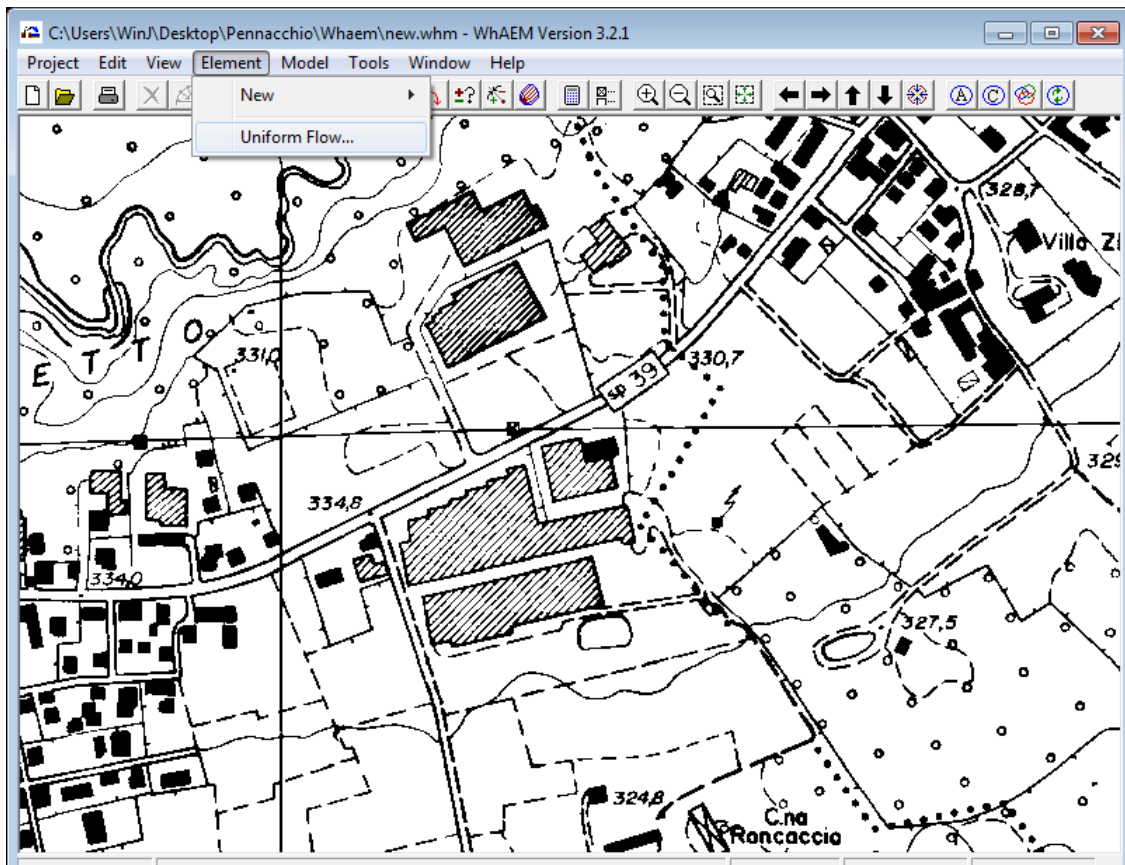 C:\Users\WinJ\Desktop\Pennacchio\Whaem\new.whm - WhAEM Version 3.2.1
Project Edit View Element Model Tools Window Help
New
Uniform Flow...
A C
328,7
Villa
E T T O
331,0
330,7
sp 39
329
334,8
334,0
327,5
324,8
C.na
Roncaccia